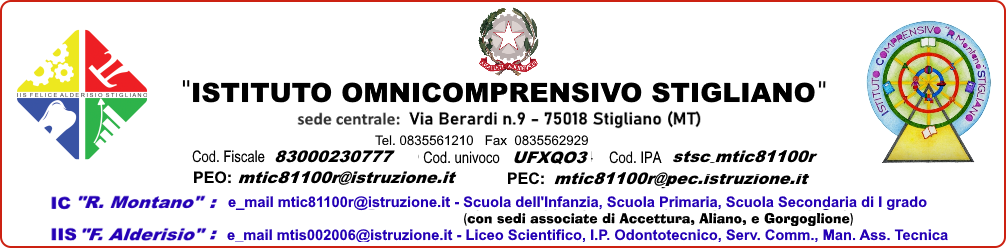 "ISTITUTO OMNICOMPRENSIVO STIGLIANO"
sede centrale: Via Berardi n.9 - 75018 Stigliano (MT)
Tel. 0835561210 Fax 0835562929
Cod. Fiscale 83000230777 Cod. univoco UFXQO3 Cod. IPA stsc_mtic81100r
PEO: mtic81100r@istruzione.it PEC: mtic81100r@pec.istruzione.it
IC "R. Montano" : e_mail mtic81100r@istruzione.it - Scuola dell'Infanzia, Scuola Primaria, Scuola Secondaria di I grado
(con sedi associate di Accettura, Aliano, e Gorgoglione)
IIS "F. Alderisio" : e_mail mtis002006@istruzione.it - Liceo Scientifico, I.P. Odontotecnico, Serv. Comm., Man. Ass. Tecnica
IIS FELICE ALDERISIO STIGLIANO
ISTITUTO COMPRENSIVO "R. Montano" STIGLIANO